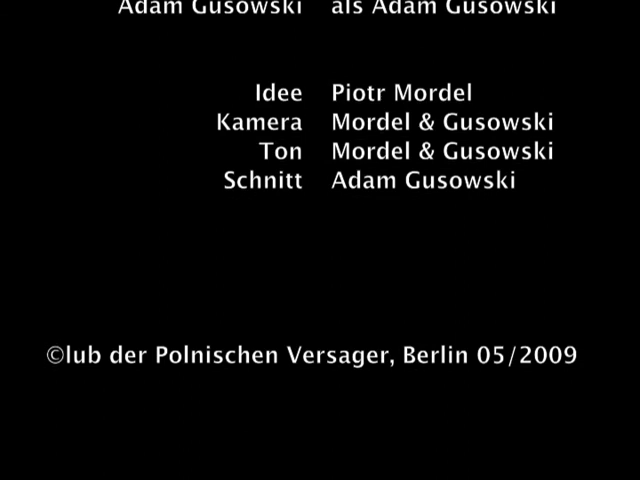 Adam Gusowski als Adam Gusowski
Idee Piotr Mordel
Kamera Mordel & Gusowski
Ton Mordel & Gusowski
Schnitt Adam Gusowski
©lub der Polnischen Versager, Berlin 05/2009